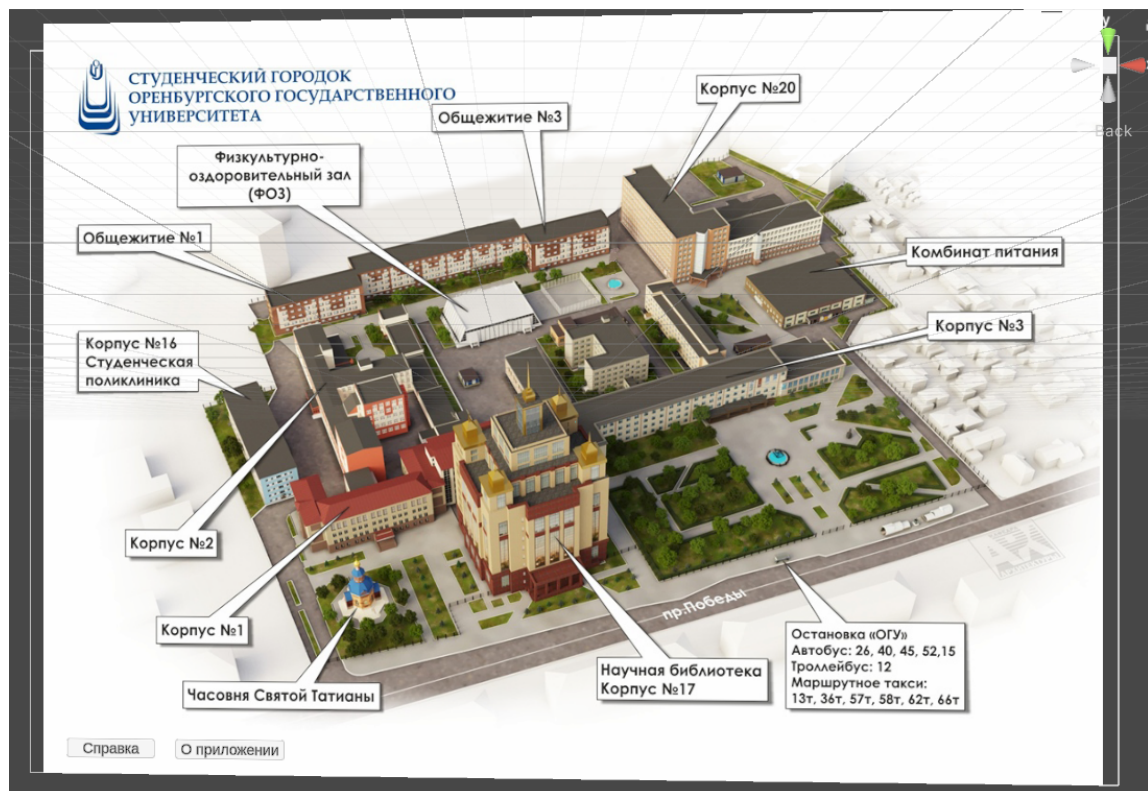 СТУДЕНЧЕСКИЙ ГОРОДОК
ОРЕНБУРГСКОГО ГОСУДАРСТВЕННОГО
УНИВЕРСИТЕТА
Корпус №20
Общежитие №3
Физкультурно-
оздоровительный зал
(ФОЗ)
Общежитие №1
Комбинат питания
Корпус №3
Корпус №16
Студенческая
поликлиника
Корпус №2
Корпус №1
Часовня Святой Татианы
Научная библиотека
Корпус №17
пр.Победы
Остановка «ОГУ»
Автобус: 26, 40, 45, 52,15
Троллейбус: 12
Маршрутное такси:
13т, 36т, 57т, 58т, 62т, 66т
Справка
О приложении
y
Back